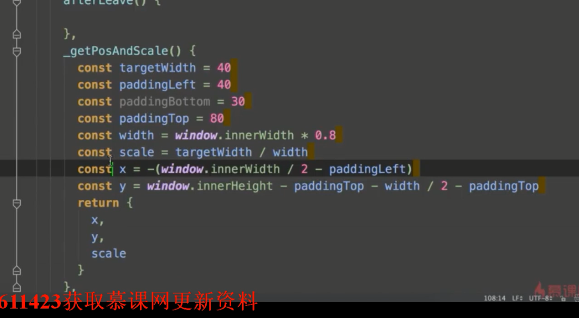 afterLeave() {
},
_getPosAndScale() {
const targetWidth = 40
const paddingLeft = 40
const paddingBottom = 30
const paddingTop = 80
const width = window.innerWidth * 0.8
const scale = targetWidth / width
const x = -(window.innerWidth / 2 - paddingLeft)
const y = window.innerHeight - paddingTop - width / 2 - paddingTop
return {
x,
y,
scale
}
},
611423获取慕课网更新资料
108:14 LF÷ UTF-8÷